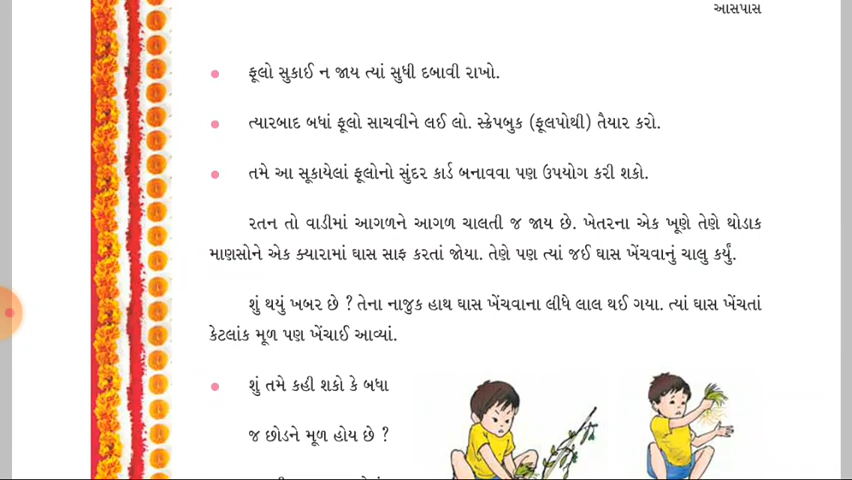 આસપાસ
ફૂલો સુકાઈ ન જાય ત્યાં સુધી દબાવી રાખો.
ત્યારબાદ બધાં ફૂલો સાચવીને લઈ લો. સ્ક્રેપબુક (ફૂલપોથી) તૈયાર કરો.
તમે આ સૂકાયેલાં ફૂલોનો સુંદર કાર્ડ બનાવવા પણ ઉપયોગ કરી શકો.
રતન તો વાડીમાં આગળને આગળ ચાલતી જ જાય છે. ખેતરના એક ખૂણે તેણે થોડાક
માણસોને એક ક્યારામાં ઘાસ સાફ કરતાં જોયા. તેણે પણ ત્યાં જઈ ઘાસ ખેંચવાનું ચાલુ કર્યું.
શું થયું ખબર છે ? તેના નાજુક હાથ ઘાસ ખેંચવાના લીધે લાલ થઈ ગયા. ત્યાં ઘાસ ખેંચતાં
કેટલાંક મૂળ પણ ખેંચાઈ આવ્યાં.
શું તમે કહી શકો કે બધા
જ છોડને મૂળ હોય છે ?